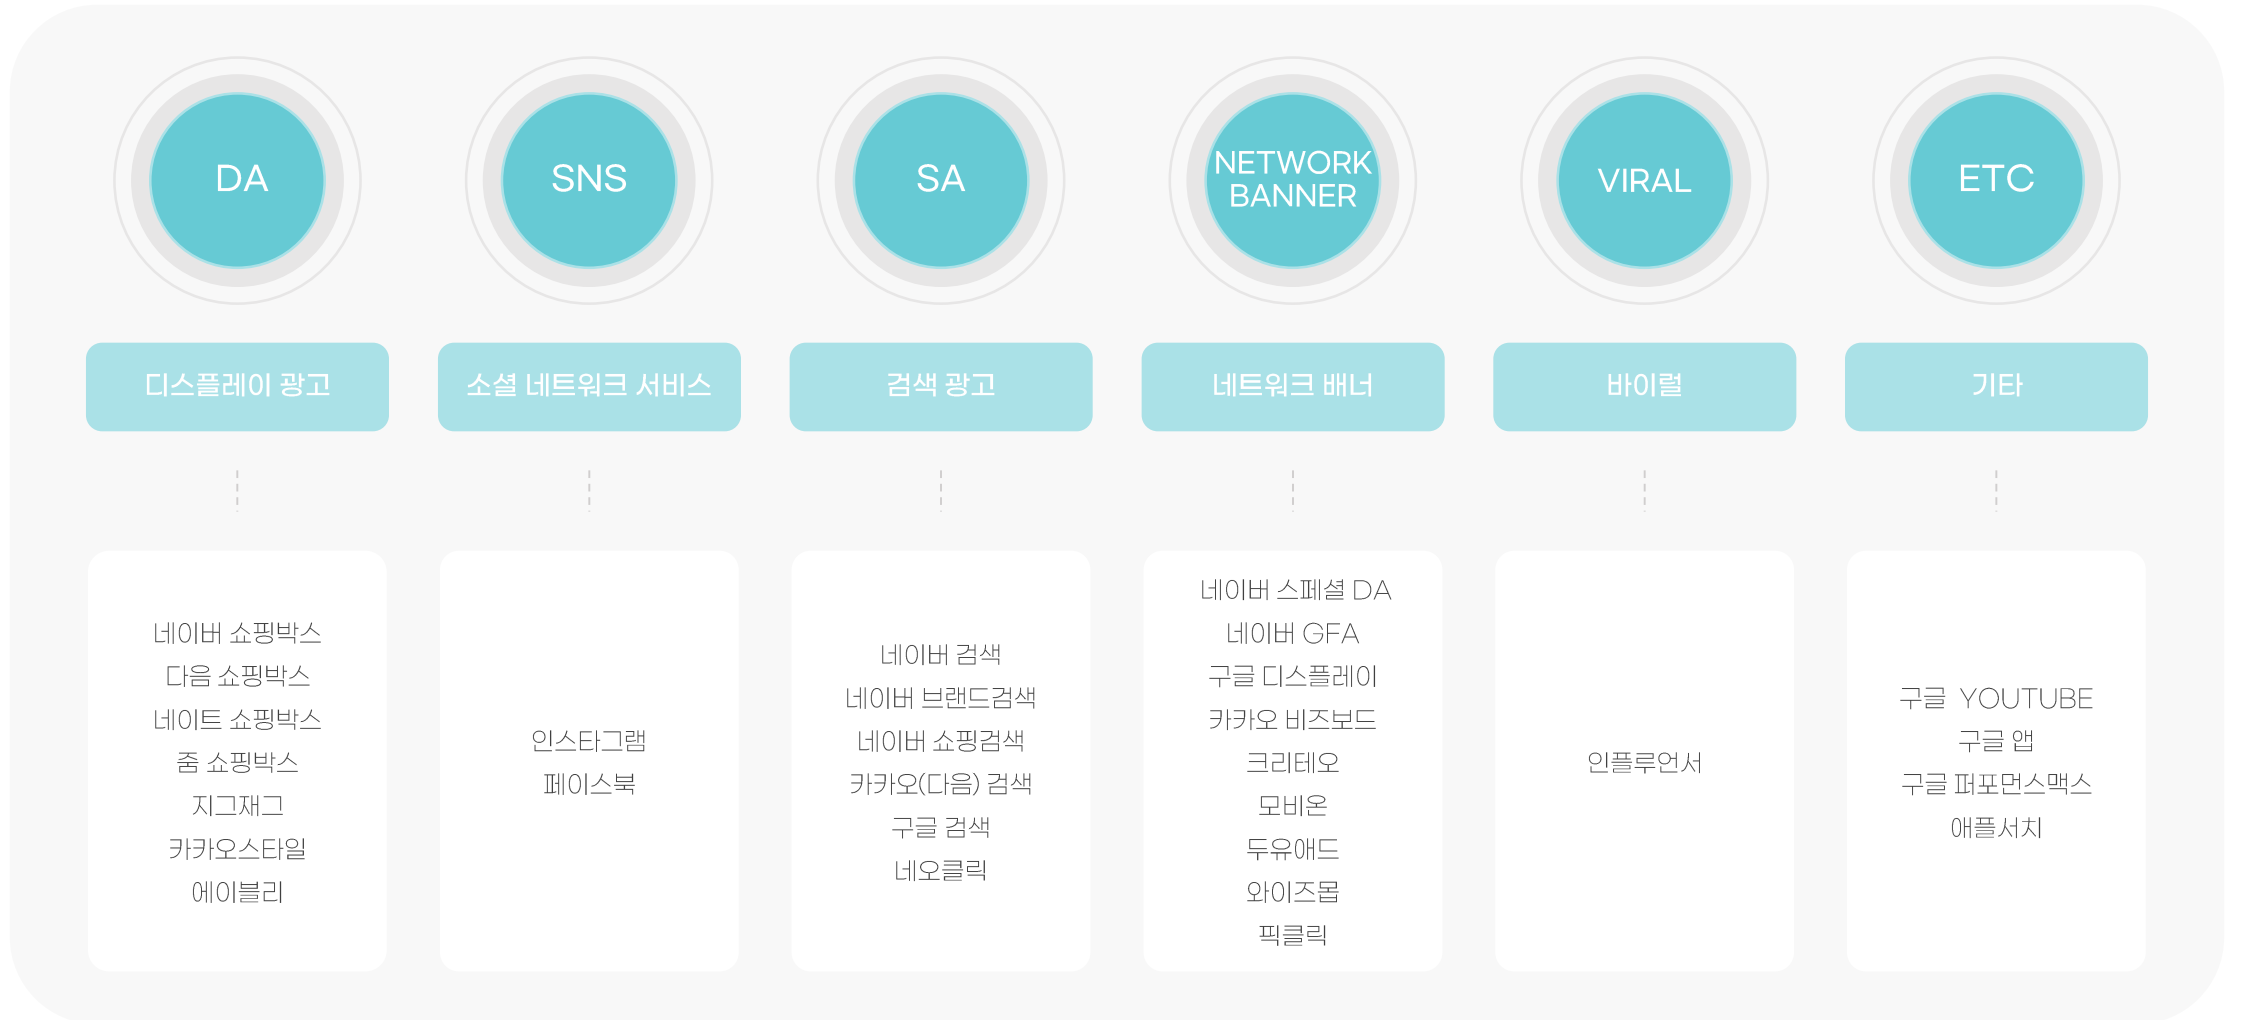 DA
디스플레이 광고
네이버 쇼핑박스
다음 쇼핑박스
네이트 쇼핑박스
줌 쇼핑박스
지그재그
카카오스타일
에이블리
SNS
소셜 네트워크 서비스
인스타그램
페이스북
SA
검색 광고
네이버 검색
네이버 브랜드검색
네이버 쇼핑검색
카카오(다음) 검색
구글 검색
네오클릭
NETWORK
BANNER
네트워크 배너
네이버 스페셜 DA
네이버 GFA
구글 디스플레이
카카오 비즈보드
크리테오
모비온
두유애드
와이즈몹
픽클릭
VIRAL
바이럴
인플루언서
ETC
기타
구글 YOUTUBE
구글 앱
구글 퍼포먼스맥스
애플서치